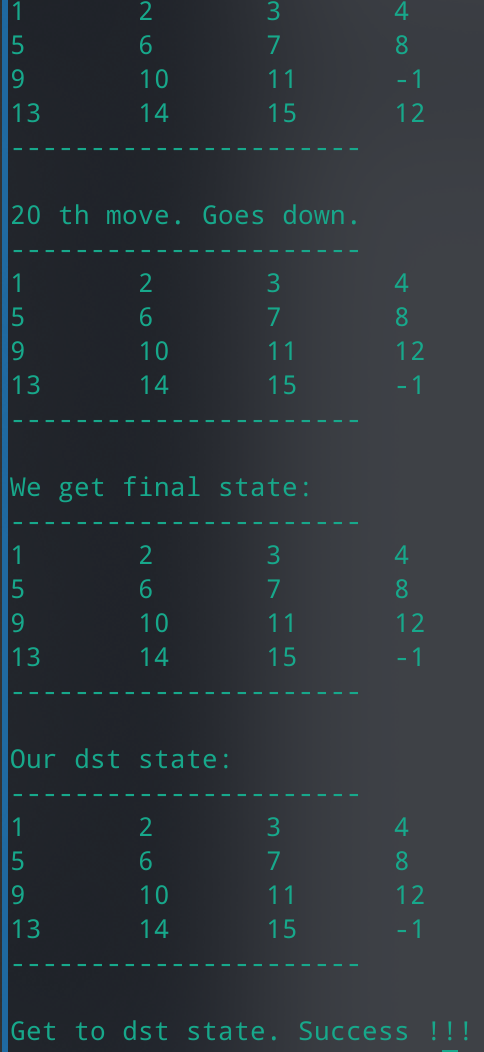 1 2 3 4
5 6 7 8
9 10 11 -1
13 14 15 12
----------------------
20 th move. Goes down.
----------------------
1 2 3 4
5 6 7 8
9 10 11 12
13 14 15 -1
----------------------
We get final state:
----------------------
1 2 3 4
5 6 7 8
9 10 11 12
13 14 15 -1
----------------------
Our dst state:
----------------------
1 2 3 4
5 6 7 8
9 10 11 12
13 14 15 -1
----------------------
Get to dst state. Success !!!